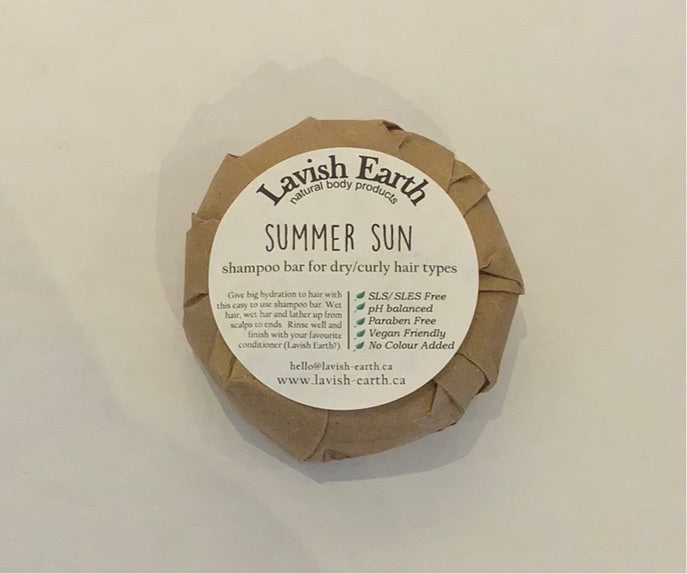 Lavish Earth
natural body products
SUMMER SUN
shampoo bar for dry/curly hair types
Give big hydration to hair with
this easy to use shampoo bar. Wet
hair, wet bar and lather up from
scalps to ends. Rinse well and
finish with your favourite
conditioner (Lavish Earth?).
SLS/SLES Free
pH balanced
Paraben Free
Vegan Friendly
No Colour Added
hello@lavish-earth.ca
www.lavish-earth.ca